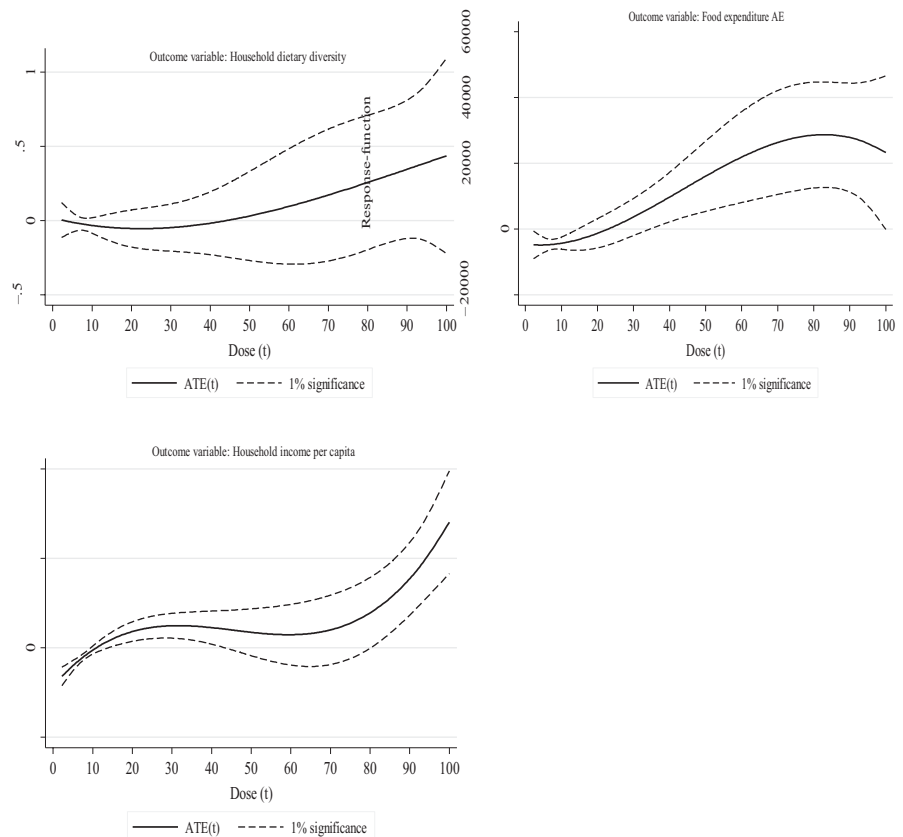 Outcome variable: Household dietary diversity
1
.5
0
−.5
0 10 20 30 40 50 60 70 80 90 100
Dose (t)
ATE(t) 1% significance
Response-function
Outcome variable: Food expenditure AE
60000
40000
20000
0
−20000
0 10 20 30 40 50 60 70 80 90 100
Dose (t)
ATE(t) 1% significance
Outcome variable: Household income per capita
0
0 10 20 30 40 50 60 70 80 90 100
Dose (t)
ATE(t) 1% significance